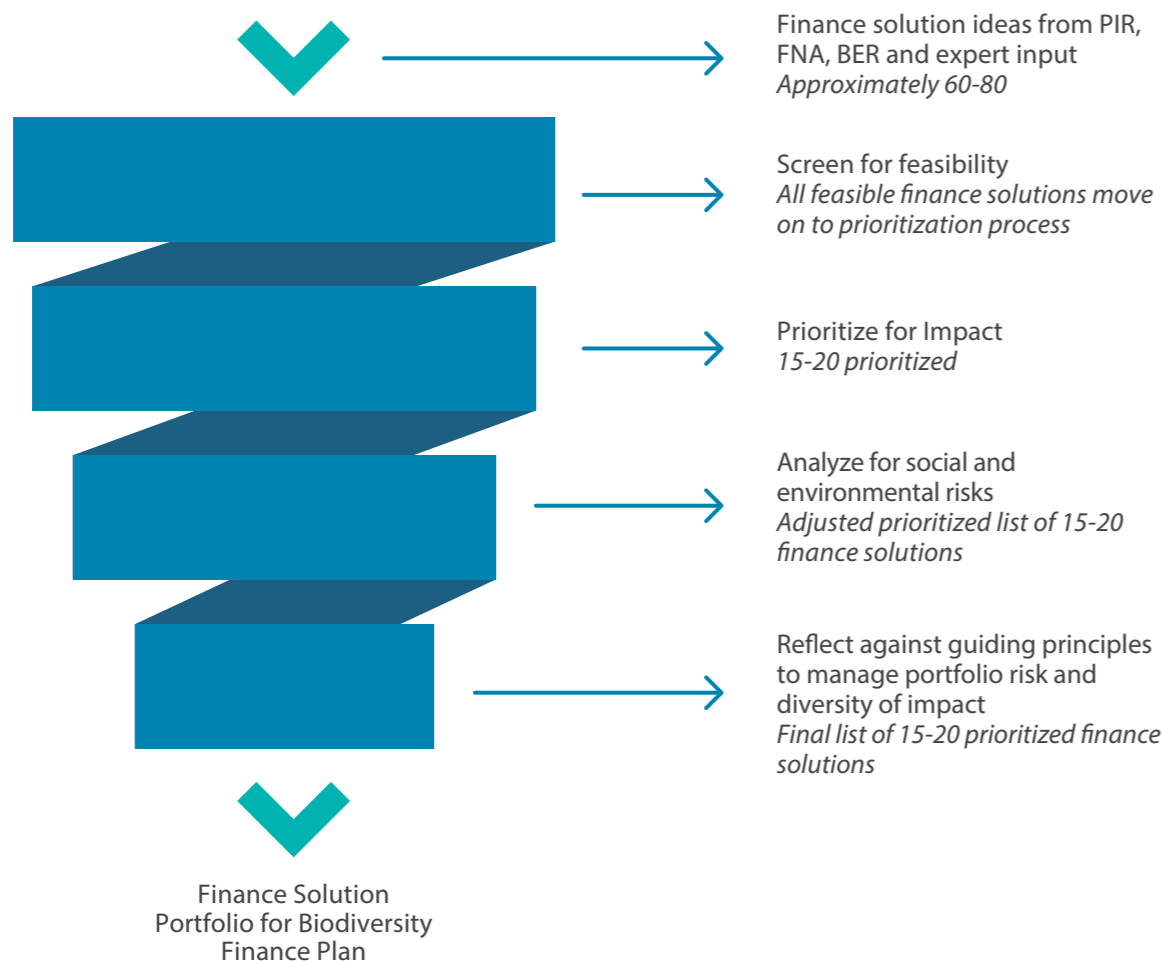 Finance solution ideas from PIR,
FNA, BER and expert input
Approximately 60-80
Screen for feasibility
All feasible finance solutions move
on to prioritization process
Prioritize for Impact
15-20 prioritized
Analyze for social and
environmental risks
Adjusted prioritized list of 15-20
finance solutions
Reflect against guiding principles
to manage portfolio risk and
diversity of impact
Final list of 15-20 prioritized finance
solutions
Finance Solution
Portfolio for Biodiversity
Finance Plan